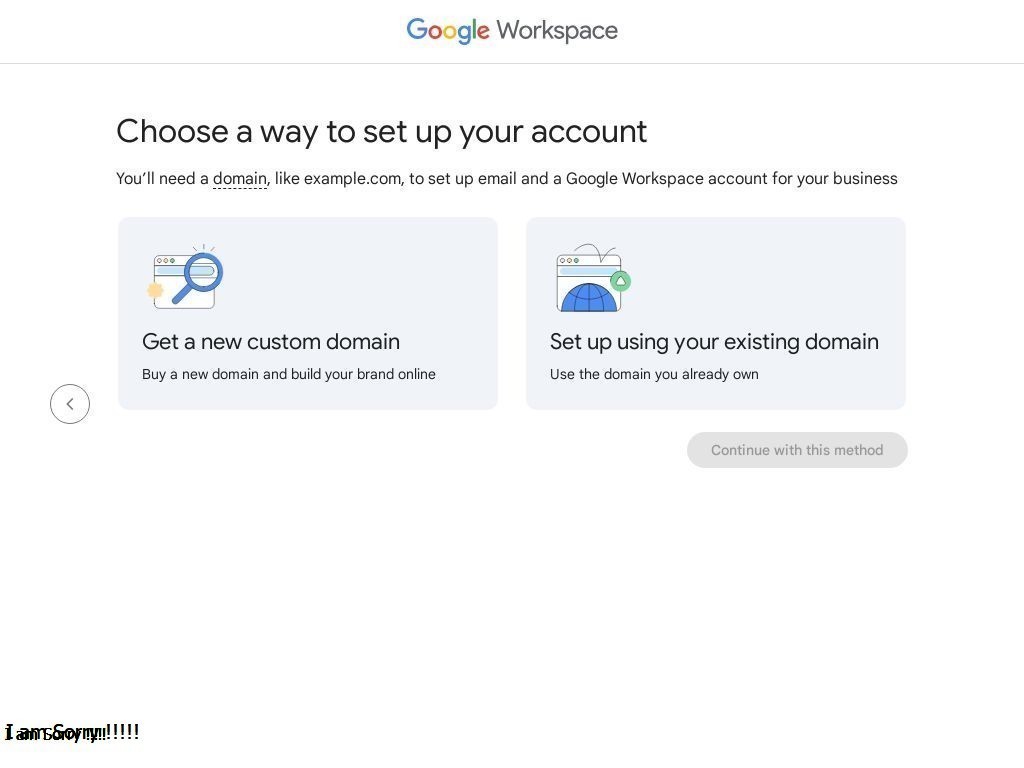 Google Workspace
Choose a way to set up your account
You’ll need a domain, like example.com, to set up email and a Google Workspace account for your business
Get a new custom domain
Buy a new domain and build your brand online
Set up using your existing domain
Use the domain you already own
Continue with this method
I am Sorry !!!!!
I am Sorry !!!!!